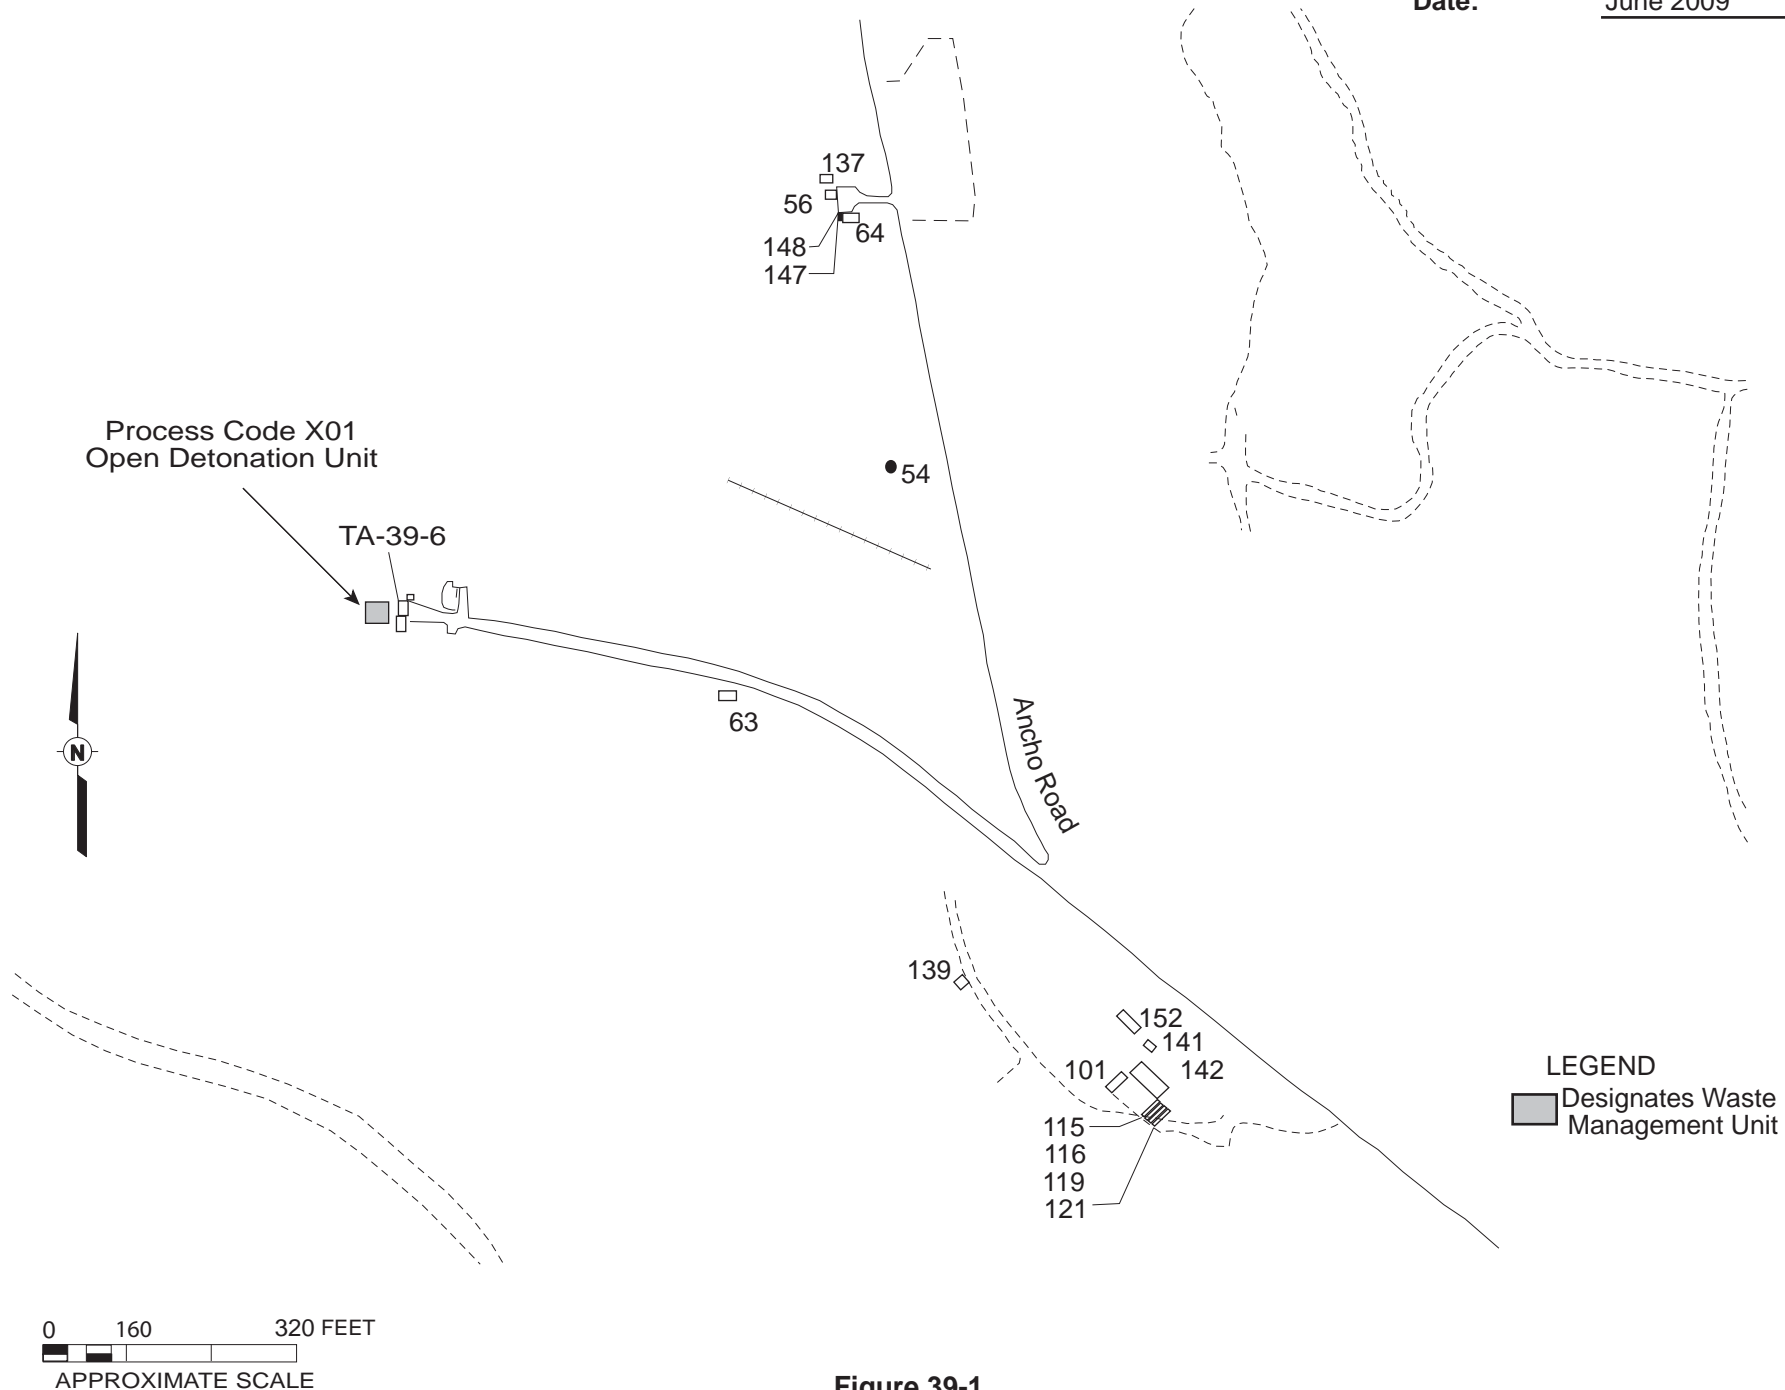 Date:
June 2009
137
56
64
148
147
Process Code X01
Open Detonation Unit
54
TA-39-6
63
Ancho Road
N
139
152
141
101
142
115
116
119
121
LEGEND
Designates Waste
Management Unit
0 160 320 FEET
APPROXIMATE SCALE
Figure 39-1